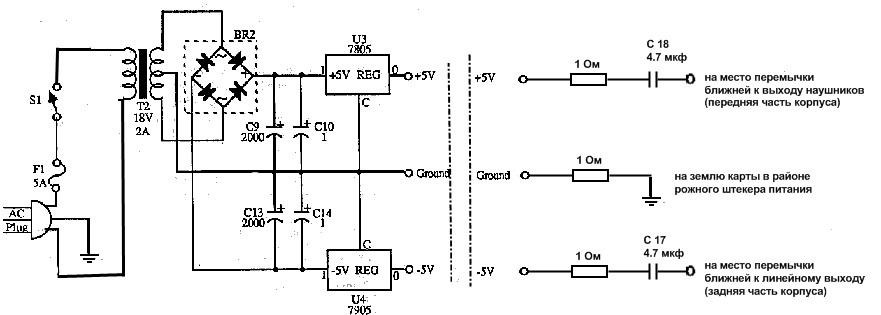 BR2
U3
7805
1
+5V REG
0
+5V
C
S1
T2
18V
2A
C9
2000
C10
1
F1
5A
Ground
AC
Plug
C13
2000
C14
1
C
1
-5V REG
0
-5V
U4
7905
+5V
1 Ом
C 18
4.7 мкф
на место перемычки
ближней к выходу наушников
(передняя часть корпуса)
Ground
1 Ом
на землю карты в районе
рожного штекера питания
-5V
1 Ом
C 17
4.7 мкф
на место перемычки
ближней к линейному выходу
(задняя часть корпуса)